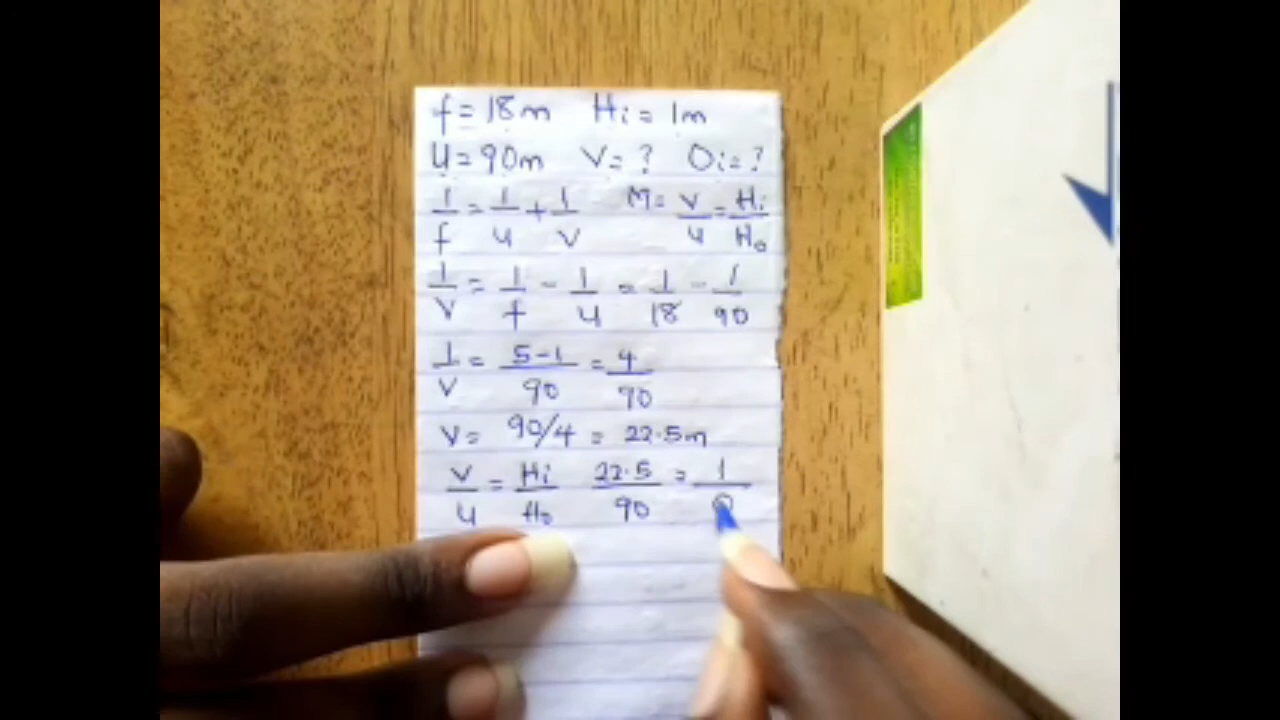 f = 18m Hi = 1m
u = 90m V = ? Oi = ?
1/f = 1/u + 1/v M = v/u = Hi/Ho
1/v = 1/f - 1/u = 1/18 - 1/90
1/v = 5-1/90 = 4/90
v = 90/4 = 22.5m
v/u = Hi/Ho 22.5/90 = 1/